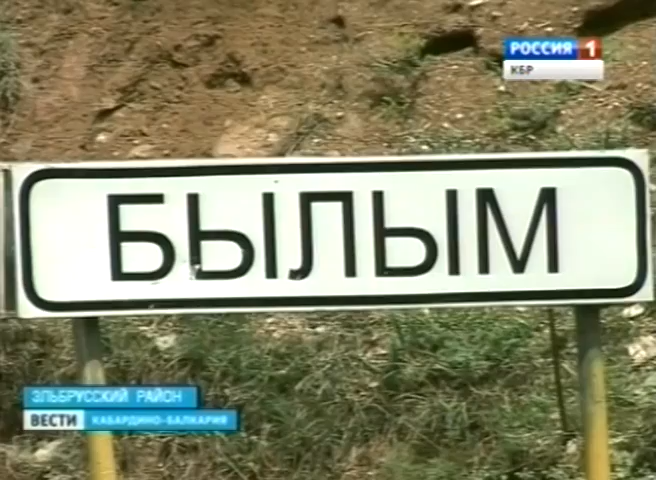 РОССИЯ 1
КБР
БЫЛЫМ
ЭЛЬБРУССКИЙ РАЙОН
ВЕСТИ КАБАРДИНО-БАЛКАРИЯ